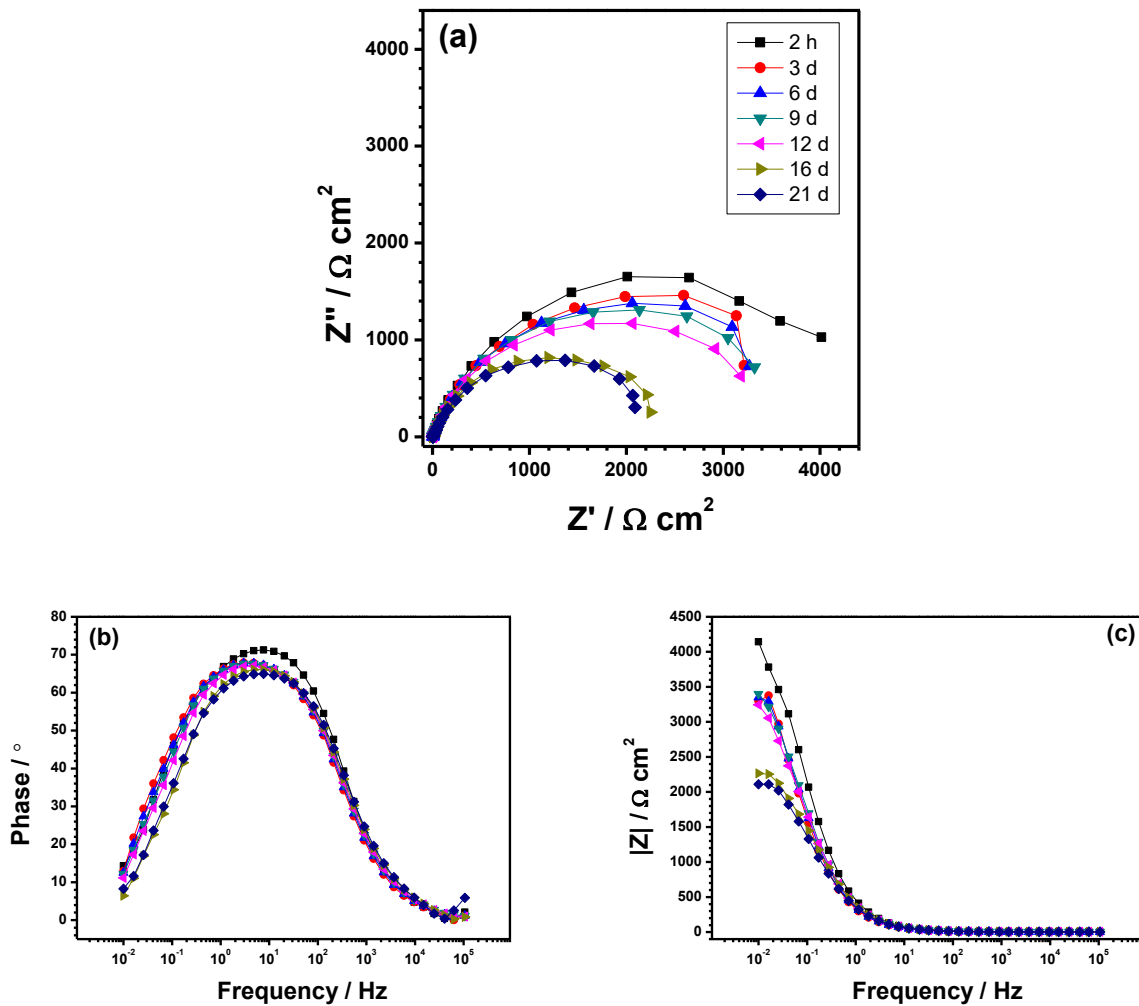 (a)
2 h
3 d
6 d
9 d
12 d
16 d
21 d
4000
3000
2000
1000
0
Z'' / Ω cm²
0 1000 2000 3000 4000
Z' / Ω cm²
(b)
80
70
60
50
40
30
20
10
0
Phase / °
10⁻² 10⁻¹ 10⁰ 10¹ 10² 10³ 10⁴ 10⁵
Frequency / Hz
(c)
4500
4000
3500
3000
2500
2000
1500
1000
500
0
|Z| / Ω cm²
10⁻² 10⁻¹ 10⁰ 10¹ 10² 10³ 10⁴ 10⁵
Frequency / Hz